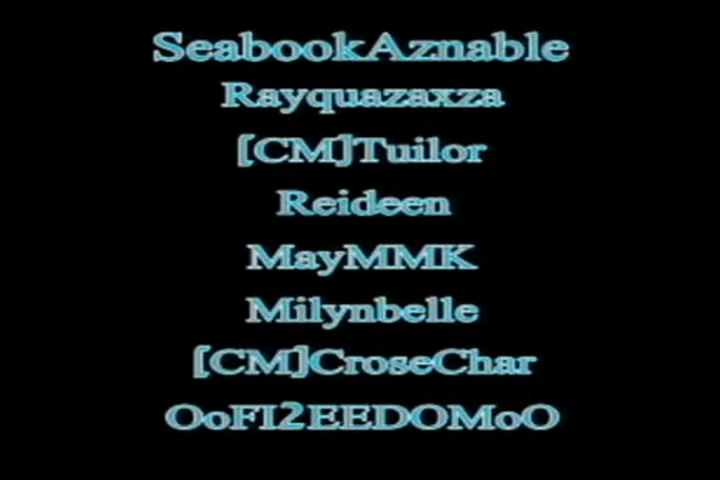 SeabookAznable
Rayquazaxza
[CM]Tuilor
Reideen
MayMMK
Milynbelle
[CM]CroseChar
OoFI2EEDOMoO